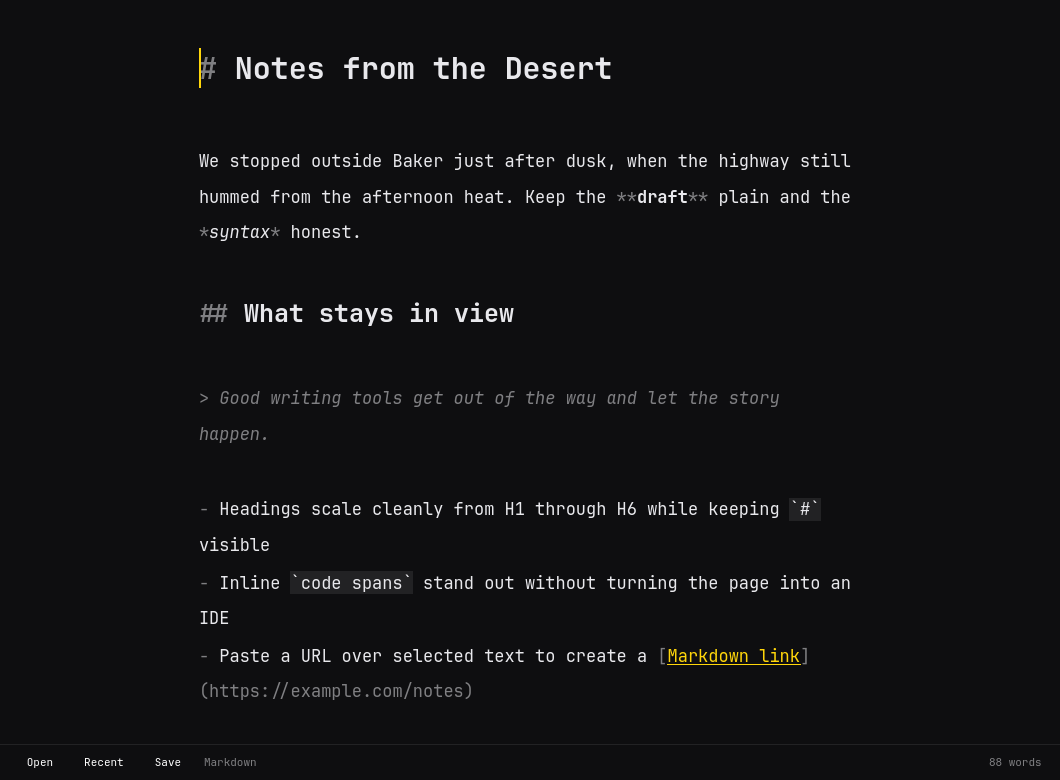 # Notes from the Desert
We stopped outside Baker just after dusk, when the highway still
hummed from the afternoon heat. Keep the **draft** plain and the
*syntax* honest.
## What stays in view
> Good writing tools get out of the way and let the story
happen.
- Headings scale cleanly from H1 through H6 while keeping `#`
visible
- Inline `code spans` stand out without turning the page into an
IDE
- Paste a URL over selected text to create a [Markdown link]
(https://example.com/notes)
Open Recent Save Markdown 88 words